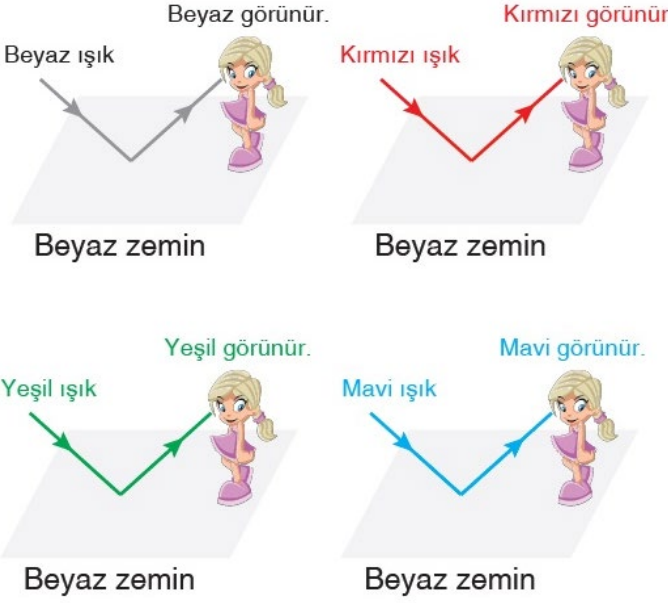 Beyaz görünür.
Kırmızı görünür
Beyaz ışık
Kırmızı ışık
Beyaz zemin
Beyaz zemin
Yeşil görünür.
Mavi görünür.
Yeşil ışık
Mavi ışık
Beyaz zemin
Beyaz zemin